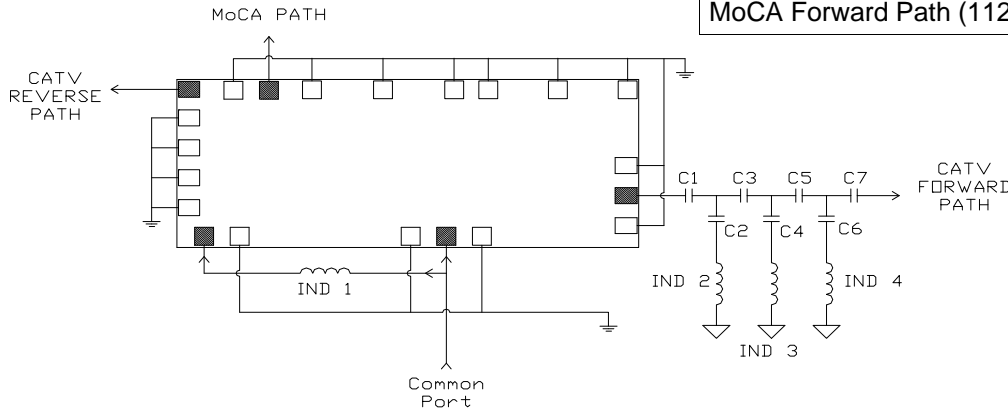 MoCA Forward Path (112
MoCA PATH
CATV
REVERSE
PATH
C1 C3 C5 C7
CATV
FORWARD
PATH
C2 C4 C6
IND 1
IND 2
IND 4
IND 3
Common
Port